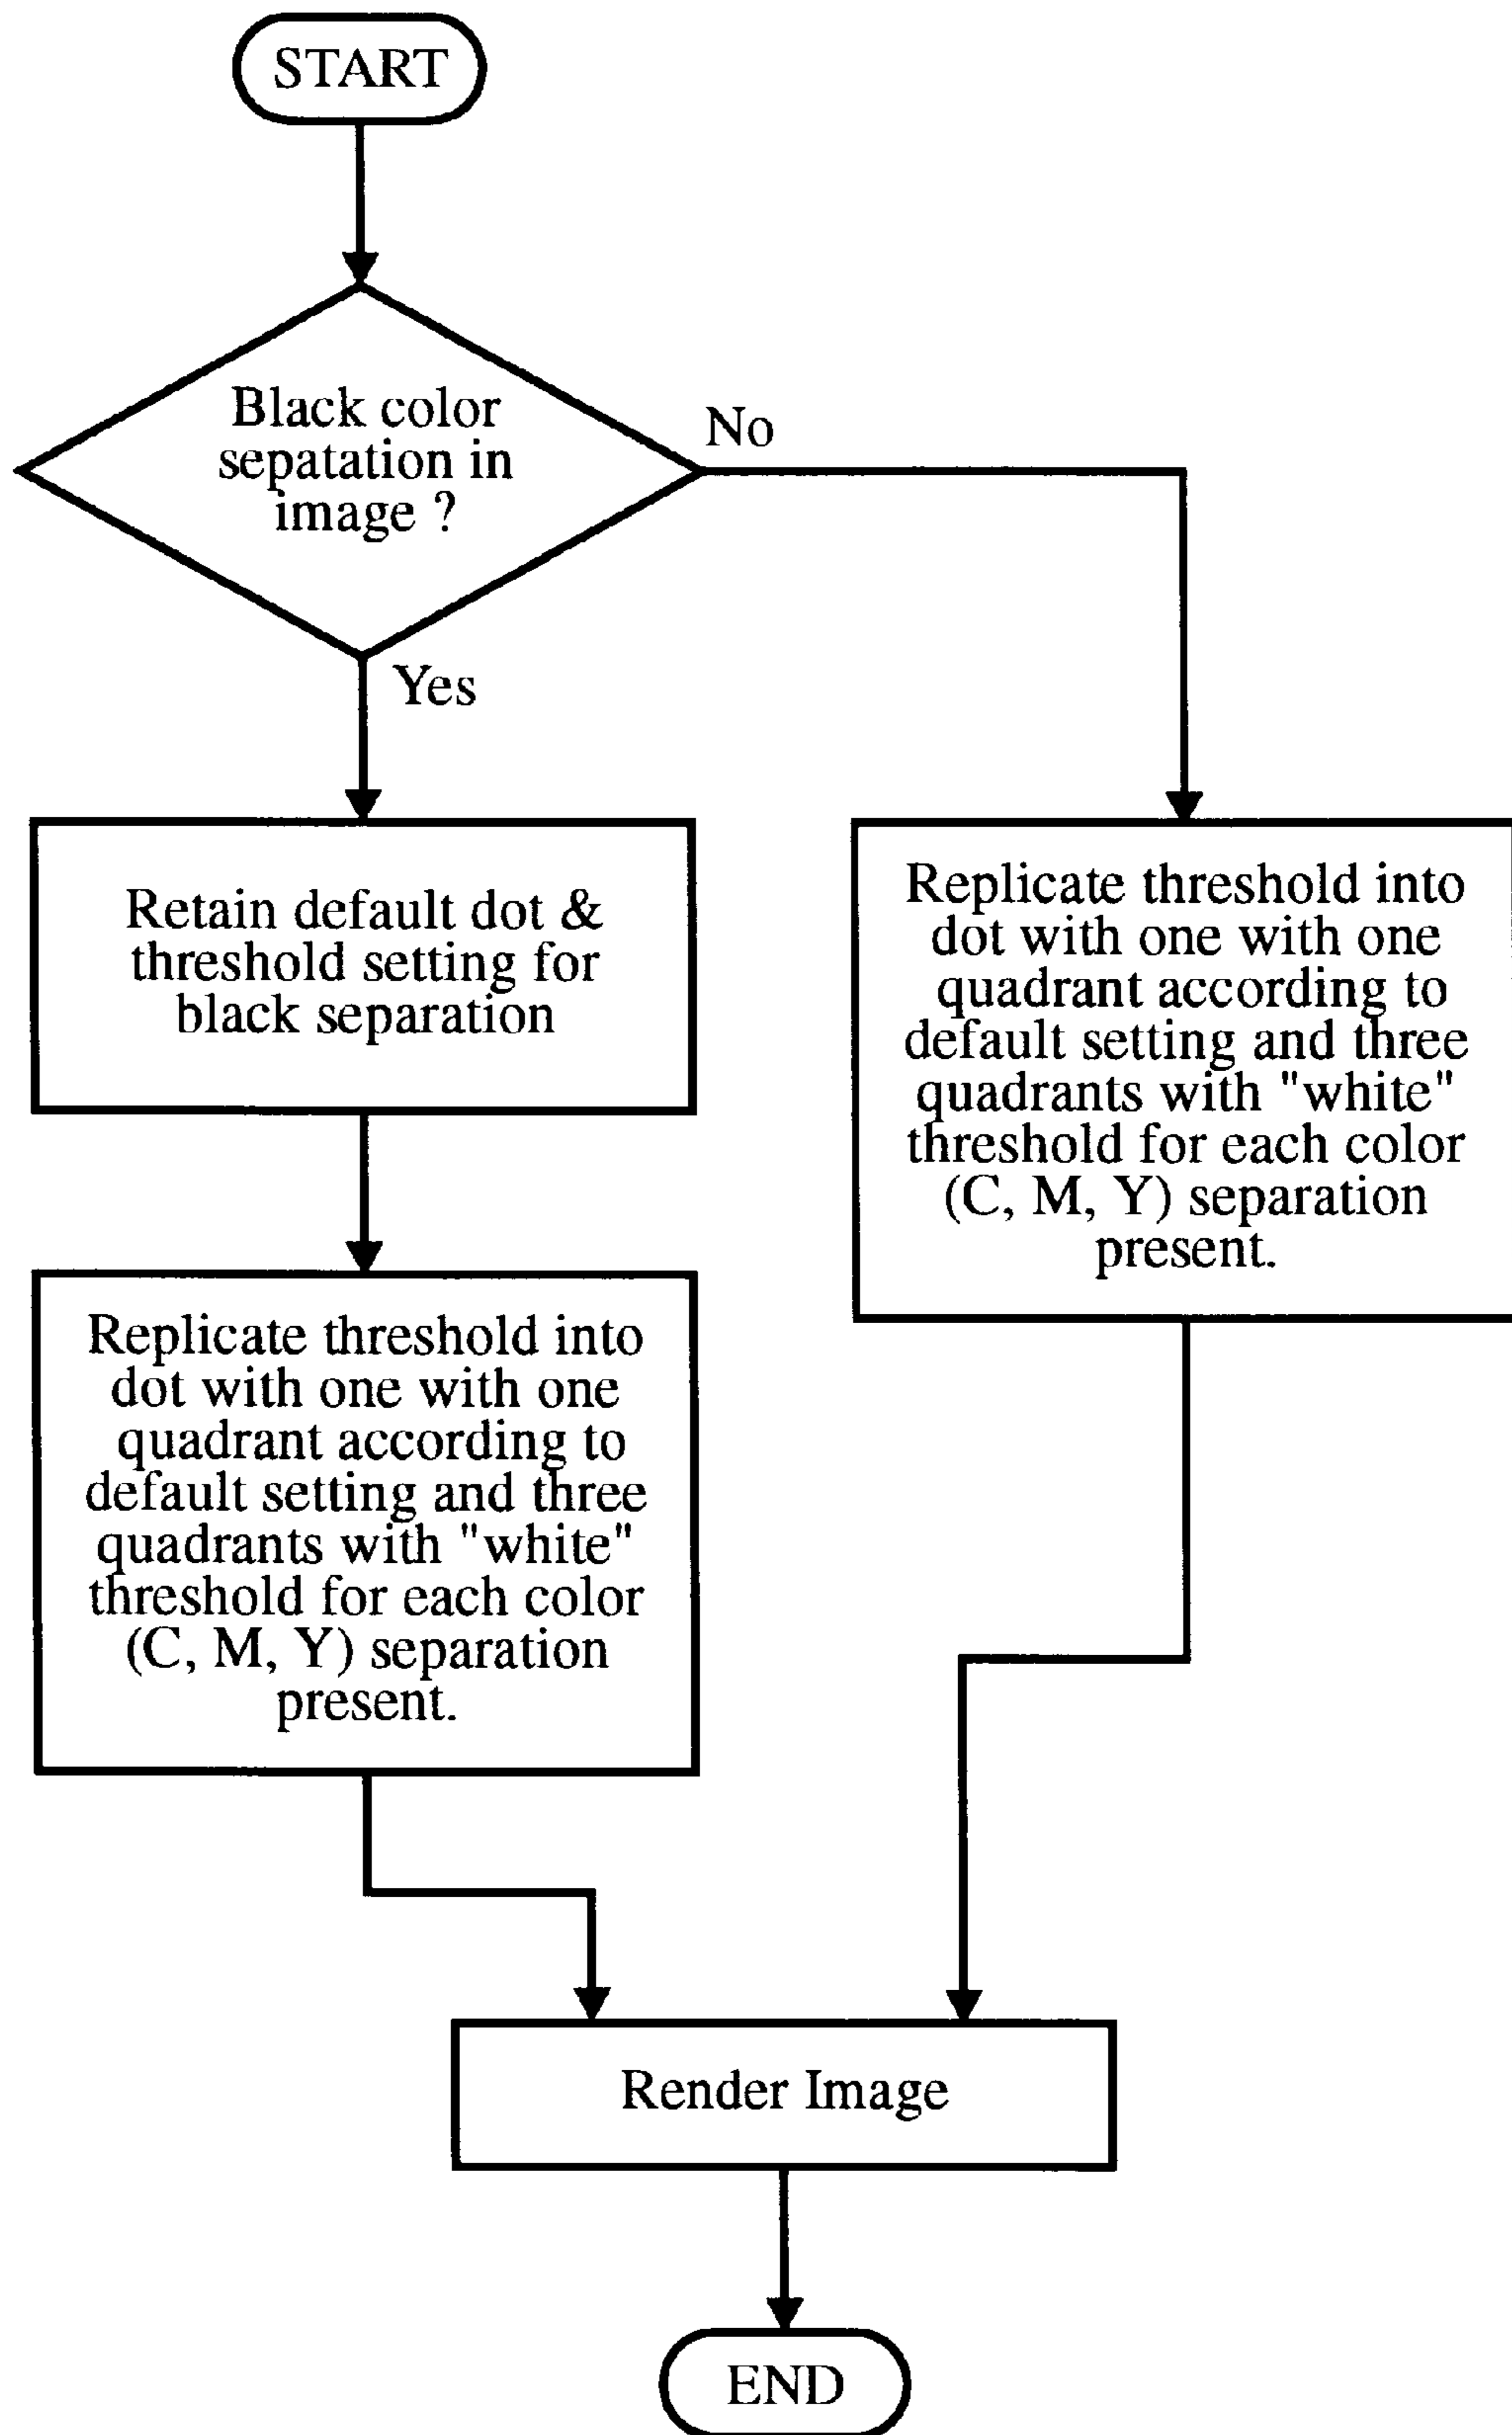 START
Black color
sepatation in
image ?
No
Yes
Retain default dot &
threshold setting for
black separation
Replicate threshold into
dot with one with one
quadrant according to
default setting and three
quadrants with "white"
threshold for each color
(C, M, Y) separation
present.
Replicate threshold into
dot with one with one
quadrant according to
default setting and three
quadrants with "white"
threshold for each color
(C, M, Y) separation
present.
Render Image
END